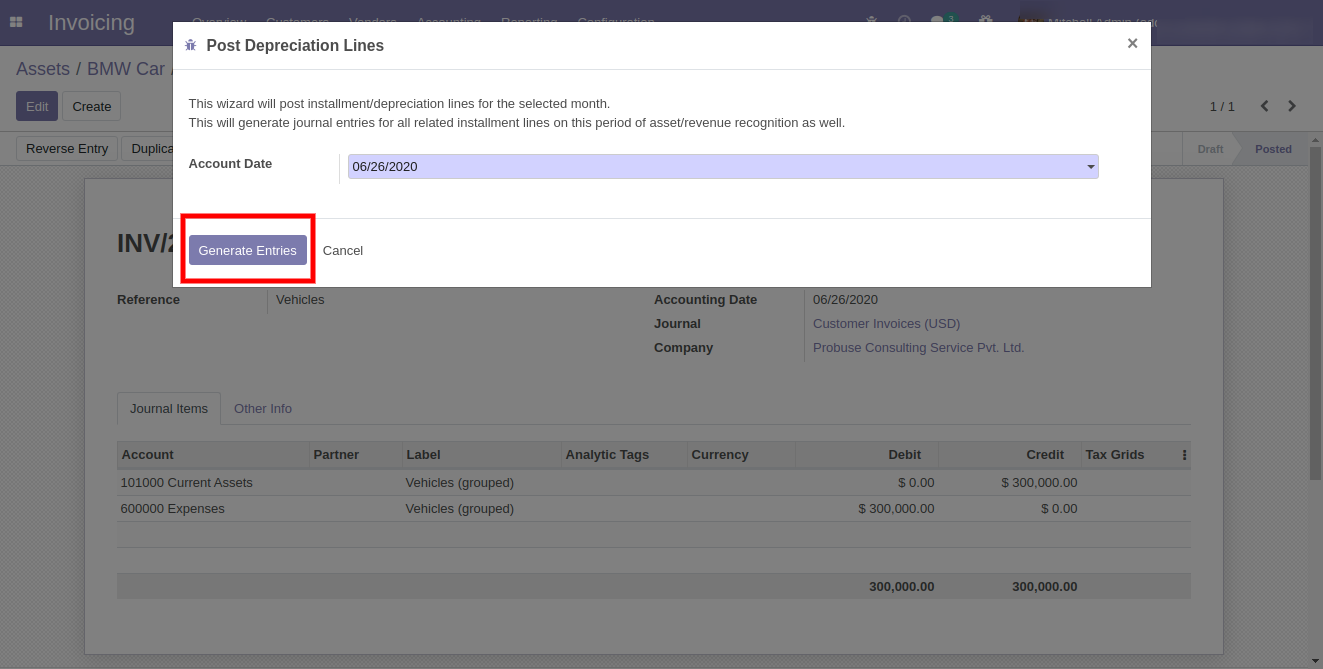 Invoicing
Overview Customers Vendors Accounting Reporting Configuration 3 Mitchell Admin
Post Depreciation Lines ×
Assets / BMW Car /
This wizard will post installment/depreciation lines for the selected month.
Edit Create 1 / 1
This will generate journal entries for all related installment lines on this period of asset/revenue recognition as well.
Reverse Entry Duplica Draft Posted
Account Date 06/26/2020
INV/2
Generate Entries Cancel
Reference Vehicles Accounting Date 06/26/2020
Journal Customer Invoices (USD)
Company Probuse Consulting Service Pvt. Ltd.
Journal Items Other Info
Account Partner Label Analytic Tags Currency Debit Credit Tax Grids
101000 Current Assets Vehicles (grouped) $ 0.00 $ 300,000.00
600000 Expenses Vehicles (grouped) $ 300,000.00 $ 0.00
300,000.00 300,000.00